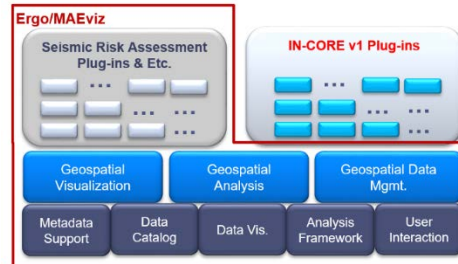 Ergo/MAEviz
Seismic Risk Assessment
Plug-ins & Etc.
IN-CORE v1 Plug-ins
Geospatial
Visualization
Geospatial
Analysis
Geospatial Data
Mgmt.
Metadata
Support
Data
Catalog
Data Vis.
Analysis
Framework
User
Interaction